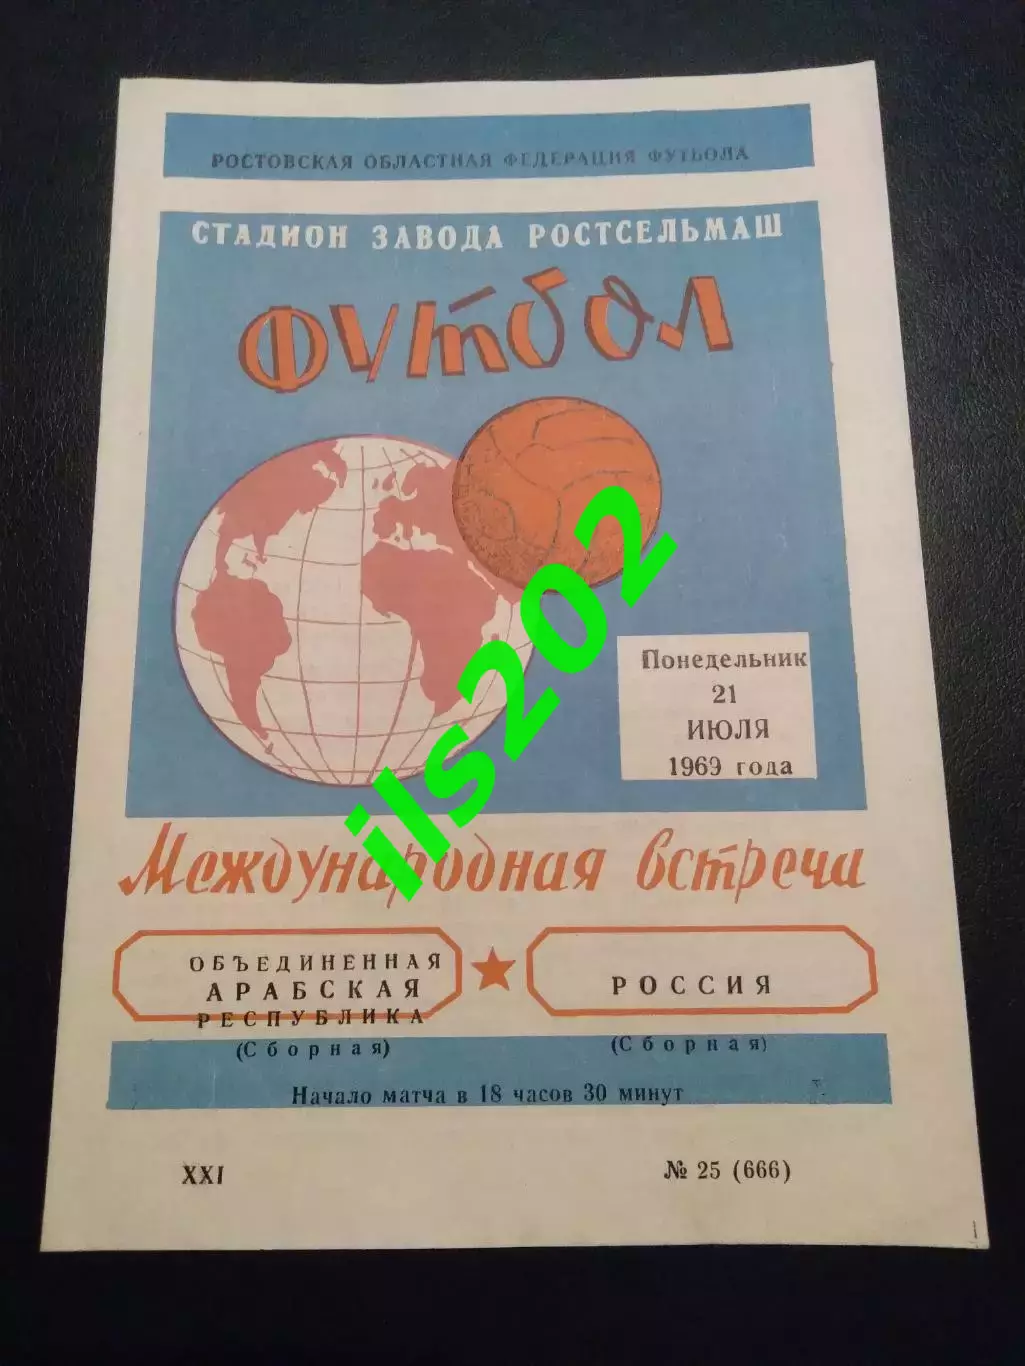 РОСТОВСКАЯ ОБЛАСТНАЯ ФЕДЕРАЦИЯ ФУТБОЛА
СТАДИОН ЗАВОДА РОСТСЕЛЬМАШ
ФУТБОЛ
Понедельник
21
ИЮЛЯ
1969 года
ils202
Международная встреча
ОБЪЕДИНЕННАЯ
АРАБСКАЯ
РЕСПУБЛИКА
(Сборная)
РОССИЯ
(Сборная)
Начало матча в 18 часов 30 минут
XXI
№ 25 (666)